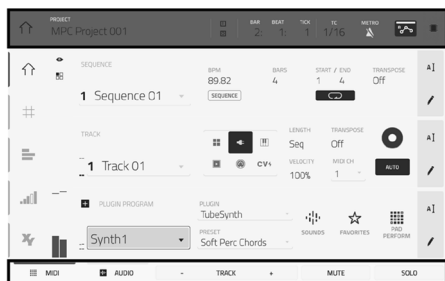 PROJECT
MPC Project 001
BAR BEAT TICK TC METRO
2: 1: 1 1/16
SEQUENCE
1 Sequence 01
BPM
89.82
SEQUENCE
BARS
4
START / END
1 4
TRANSPOSE
Off
TRACK
1 Track 01
CV
LENGTH
Seq
TRANSPOSE
Off
VELOCITY
100%
MIDI CH
1
AUTO
PLUGIN PROGRAM
Synth1
PLUGIN
TubeSynth
PRESET
Soft Perc Chords
SOUNDS
FAVORITES
PAD
PERFORM
A
A
A
XY
MIDI AUDIO - TRACK + MUTE SOLO